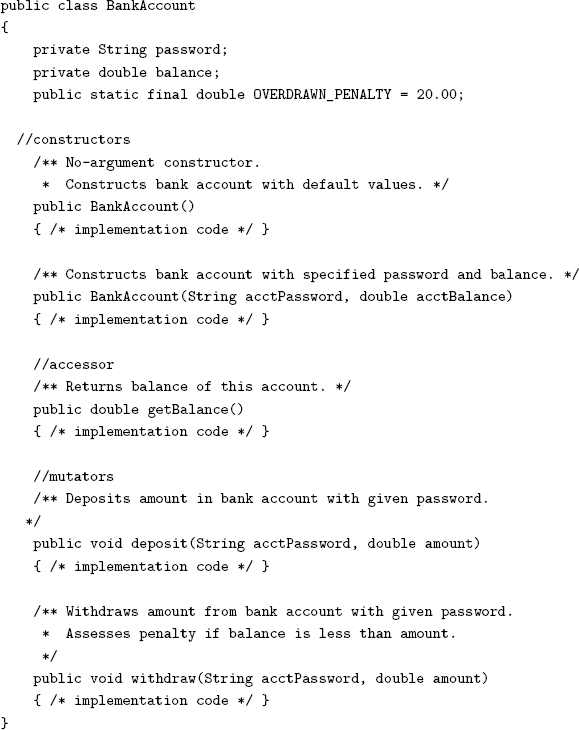 public class BankAccount
{
private String password;
private double balance;
public static final double OVERDRAWN_PENALTY = 20.00;
//constructors
/** No-argument constructor.
* Constructs bank account with default values. */
public BankAccount()
{ /* implementation code */ }
/** Constructs bank account with specified password and balance. */
public BankAccount(String acctPassword, double acctBalance)
{ /* implementation code */ }
//accessor
/** Returns balance of this account. */
public double getBalance()
{ /* implementation code */ }
//mutators
/** Deposits amount in bank account with given password.
*/
public void deposit(String acctPassword, double amount)
{ /* implementation code */ }
/** Withdraws amount from bank account with given password.
* Assesses penalty if balance is less than amount.
*/
public void withdraw(String acctPassword, double amount)
{ /* implementation code */ }
}